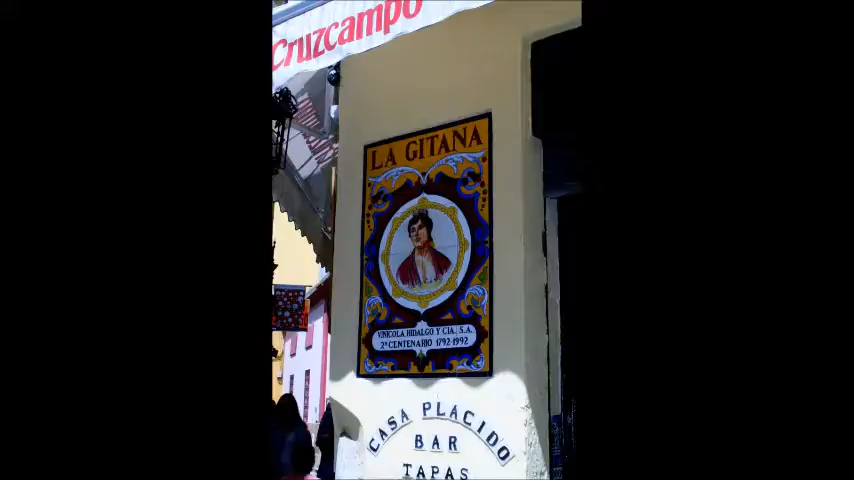 Cruzcampo
LA GITANA
VINICOLA HIDALGO Y CIA., S.A.
2º CENTENARIO 1792-1992
CASA PLACIDO
BAR
TAPAS